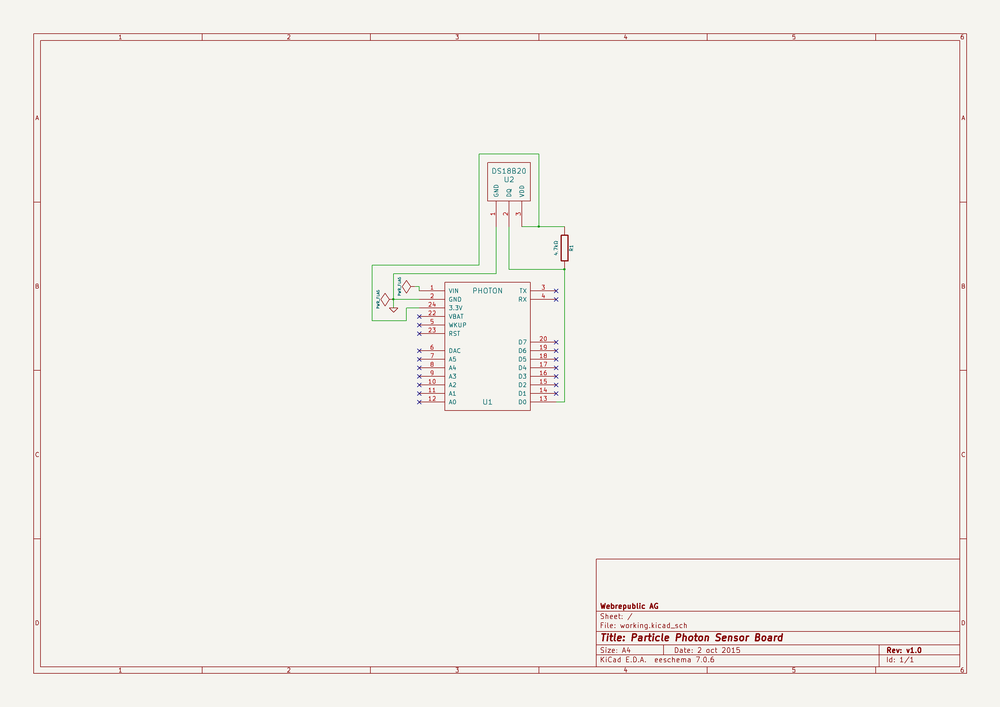 1 2 3 4 5 6
A A
DS18B20
U2
GND DQ VDD
1 2 3
B B
4.7kΩ R1
PWR_FLAG
PWR_FLAG
PHOTON
1 VIN TX 3
2 GND RX 4
24 3.3V
22 VBAT
5 WKUP
23 RST
D7 20
6 DAC D6 19
7 A5 D5 18
8 A4 D4 17
9 A3 D3 16
10 A2 D2 15
11 A1 D1 14
12 A0 U1 D0 13
C C
Webrepublic AG
Sheet: /
File: working.kicad_sch
D D
Title: Particle Photon Sensor Board
Size: A4 Date: 2 oct 2015 Rev: v1.0
KiCad E.D.A. eeschema 7.0.6 Id: 1/1
1 2 3 4 5 6